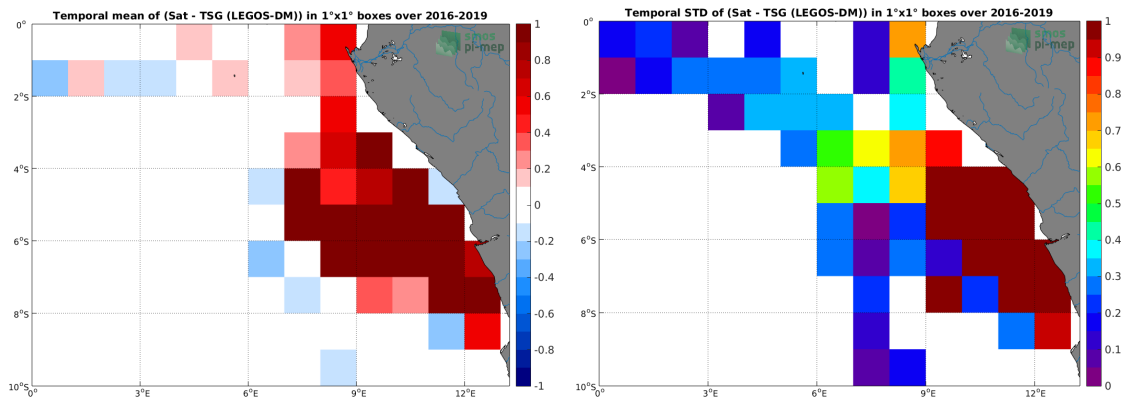 Temporal mean of (Sat - TSG (LEGOS-DM)) in 1°x1° boxes over 2016-2019
0°
2°S
4°S
6°S
8°S
10°S
0°
3°E
6°E
9°E
12°E
pi-mep
1
0.8
0.6
0.4
0.2
0
-0.2
-0.4
-0.6
-0.8
-1
Temporal STD of (Sat - TSG (LEGOS-DM)) in 1°x1° boxes over 2016-2019
0°
2°S
4°S
6°S
8°S
10°S
0°
3°E
6°E
9°E
12°E
pi-mep
1
0.9
0.8
0.7
0.6
0.5
0.4
0.3
0.2
0.1
0